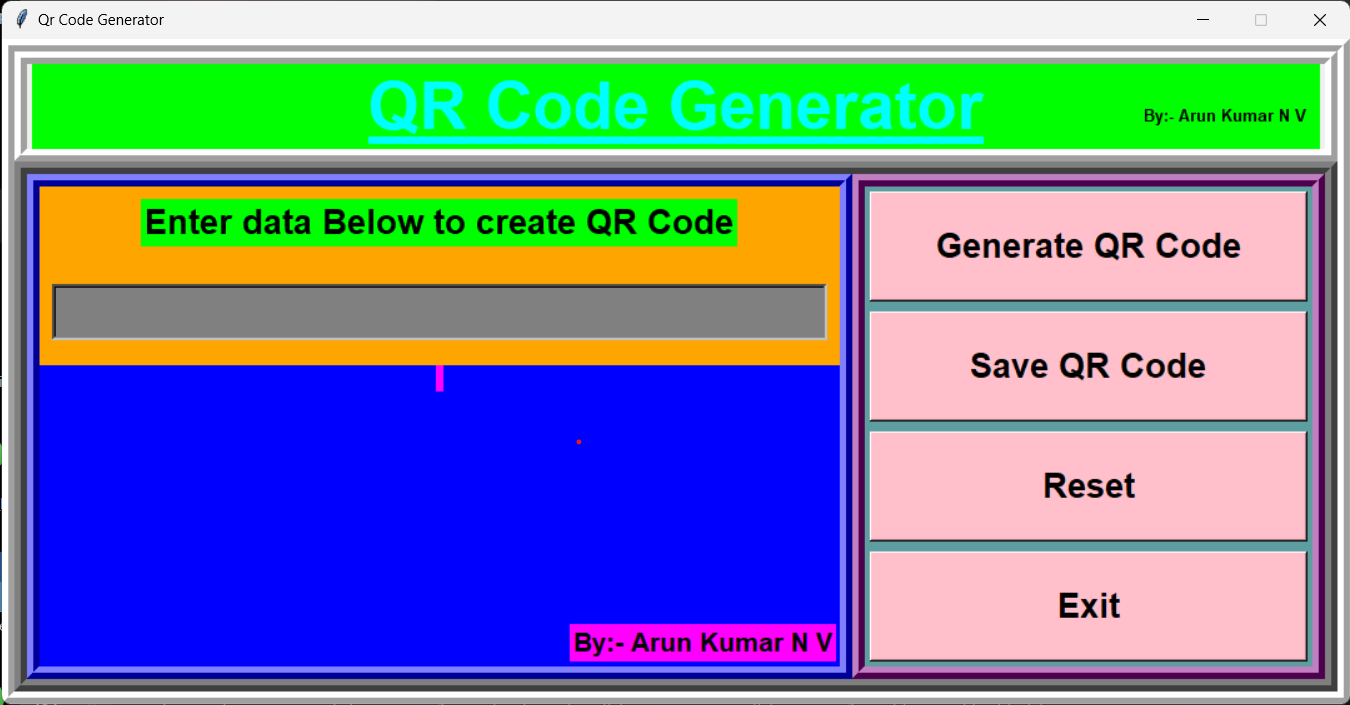 Qr Code Generator
QR Code Generator
By:- Arun Kumar N V
Enter data Below to create QR Code
Generate QR Code
Save QR Code
Reset
Exit
By:- Arun Kumar N V